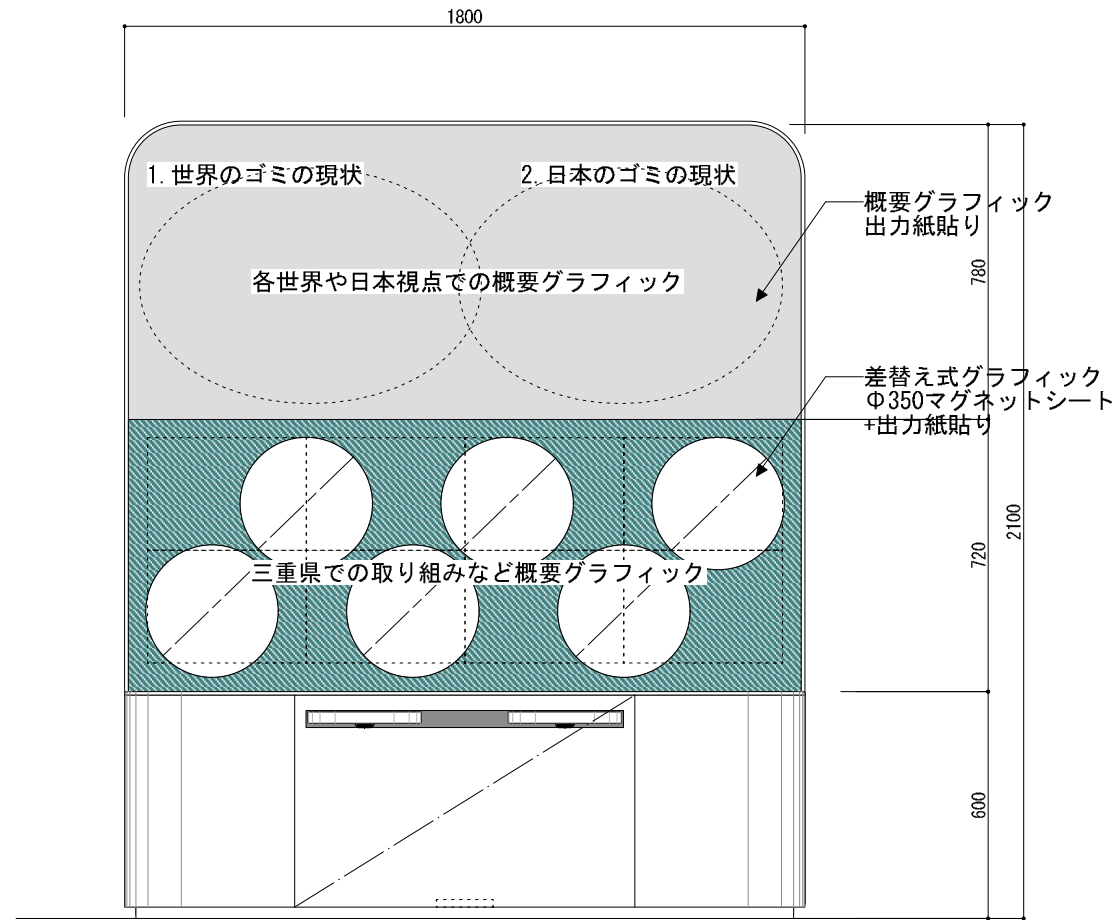 1800
1.世界のゴミの現状
2.日本のゴミの現状
概要グラフィック
出力紙貼り
780
各世界や日本視点での概要グラフィック
差替え式グラフィック
Φ350マグネットシート
+出力紙貼り
2100
720
三重県での取り組みなど概要グラフィック
600